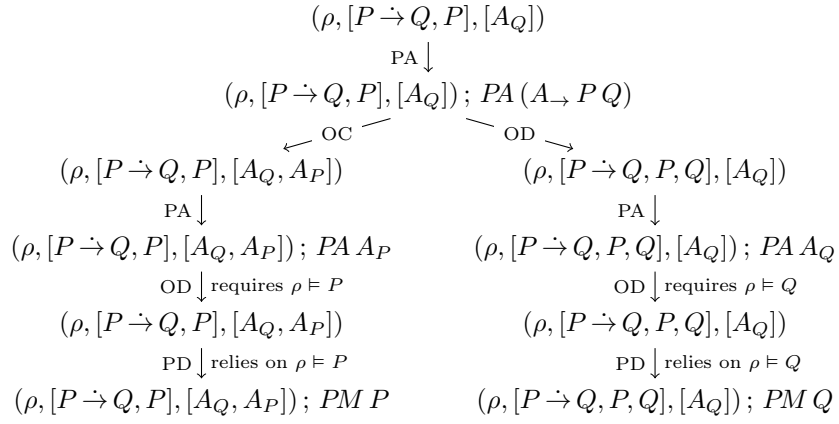 (ρ, [P →̇ Q, P], [A_Q])
PA
(ρ, [P →̇ Q, P], [A_Q]) ; PA (A_→ P Q)
OC OD
(ρ, [P →̇ Q, P], [A_Q, A_P]) (ρ, [P →̇ Q, P, Q], [A_Q])
PA PA
(ρ, [P →̇ Q, P], [A_Q, A_P]) ; PA A_P (ρ, [P →̇ Q, P, Q], [A_Q]) ; PA A_Q
OD requires ρ ⊨ P OD requires ρ ⊨ Q
(ρ, [P →̇ Q, P], [A_Q, A_P]) (ρ, [P →̇ Q, P, Q], [A_Q])
PD relies on ρ ⊨ P PD relies on ρ ⊨ Q
(ρ, [P →̇ Q, P], [A_Q, A_P]) ; PM P (ρ, [P →̇ Q, P, Q], [A_Q]) ; PM Q